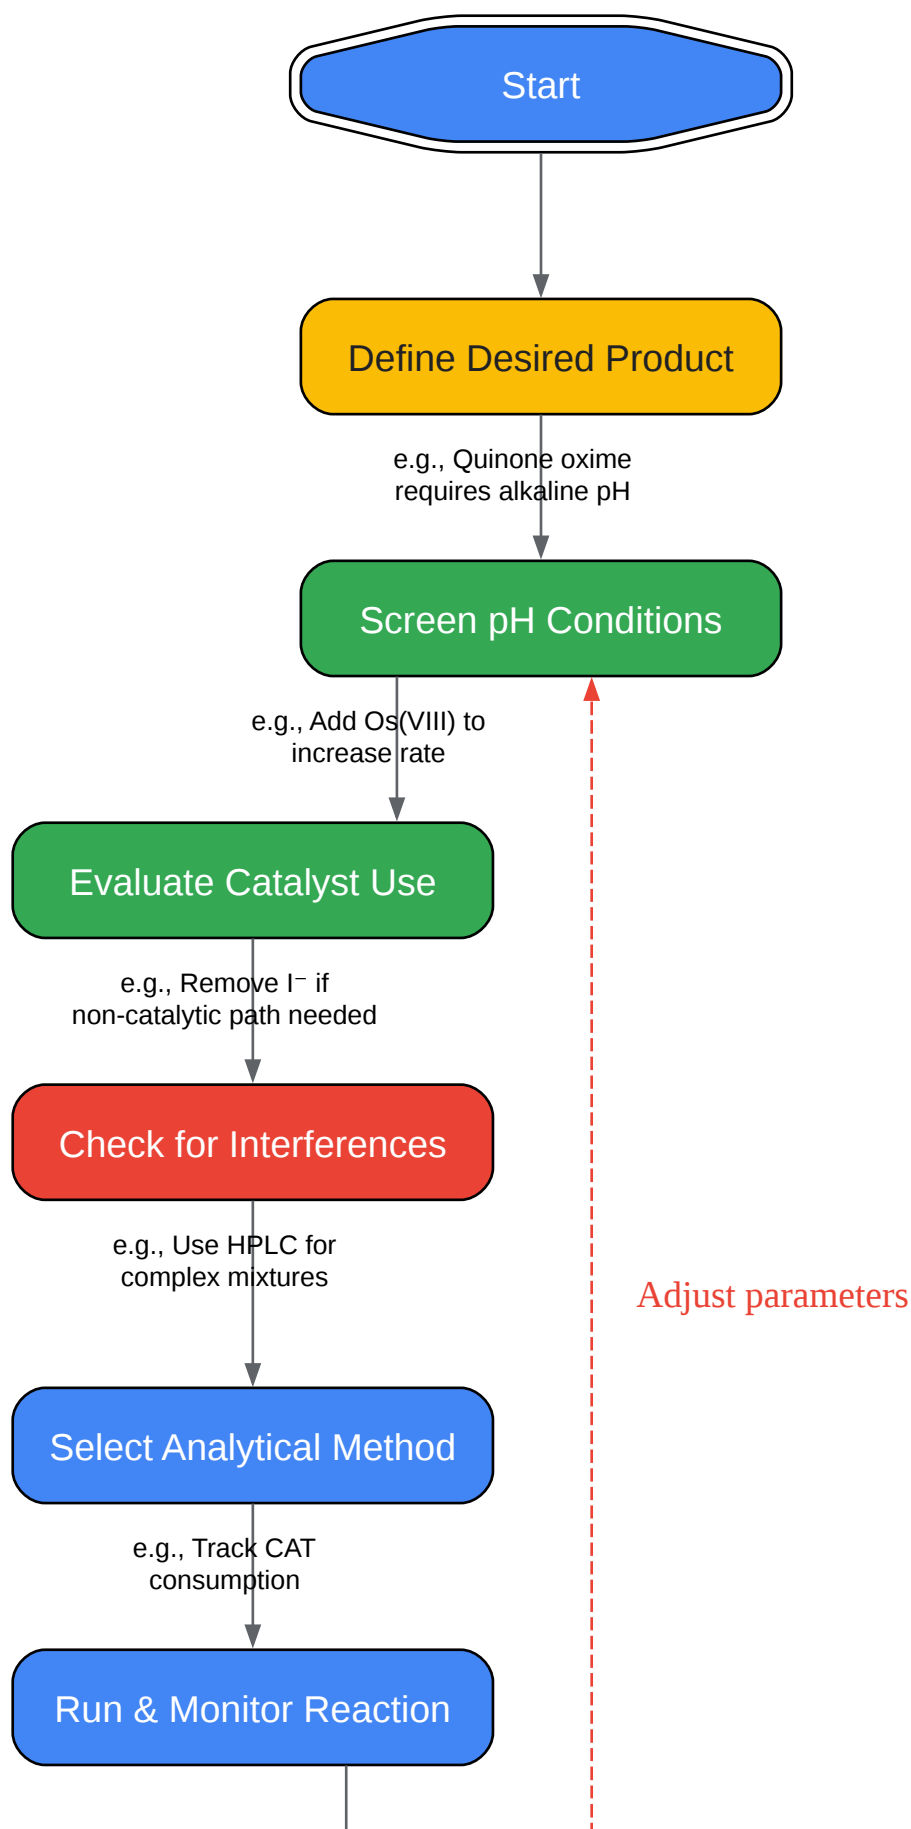 Start
Define Desired Product
e.g., Quinone oxime
requires alkaline pH
Screen pH Conditions
e.g., Add Os(VIII) to
increase rate
Evaluate Catalyst Use
e.g., Remove I⁻ if
non-catalytic path needed
Check for Interferences
e.g., Use HPLC for
complex mixtures
Adjust parameters
Select Analytical Method
e.g., Track CAT
consumption
Run & Monitor Reaction